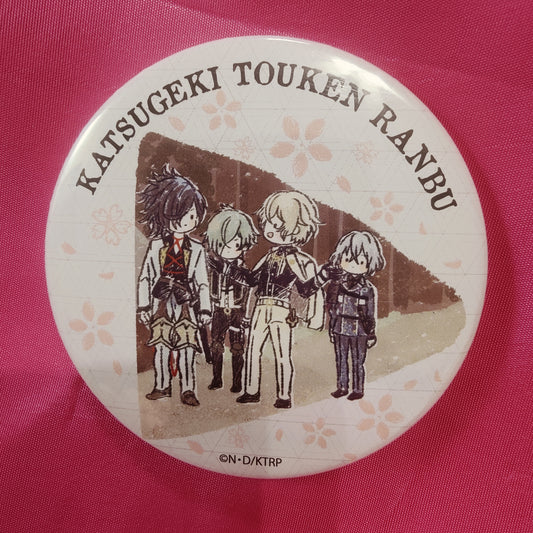 KATSUGEKI TOUKEN RANBU
©N・D/KTRP